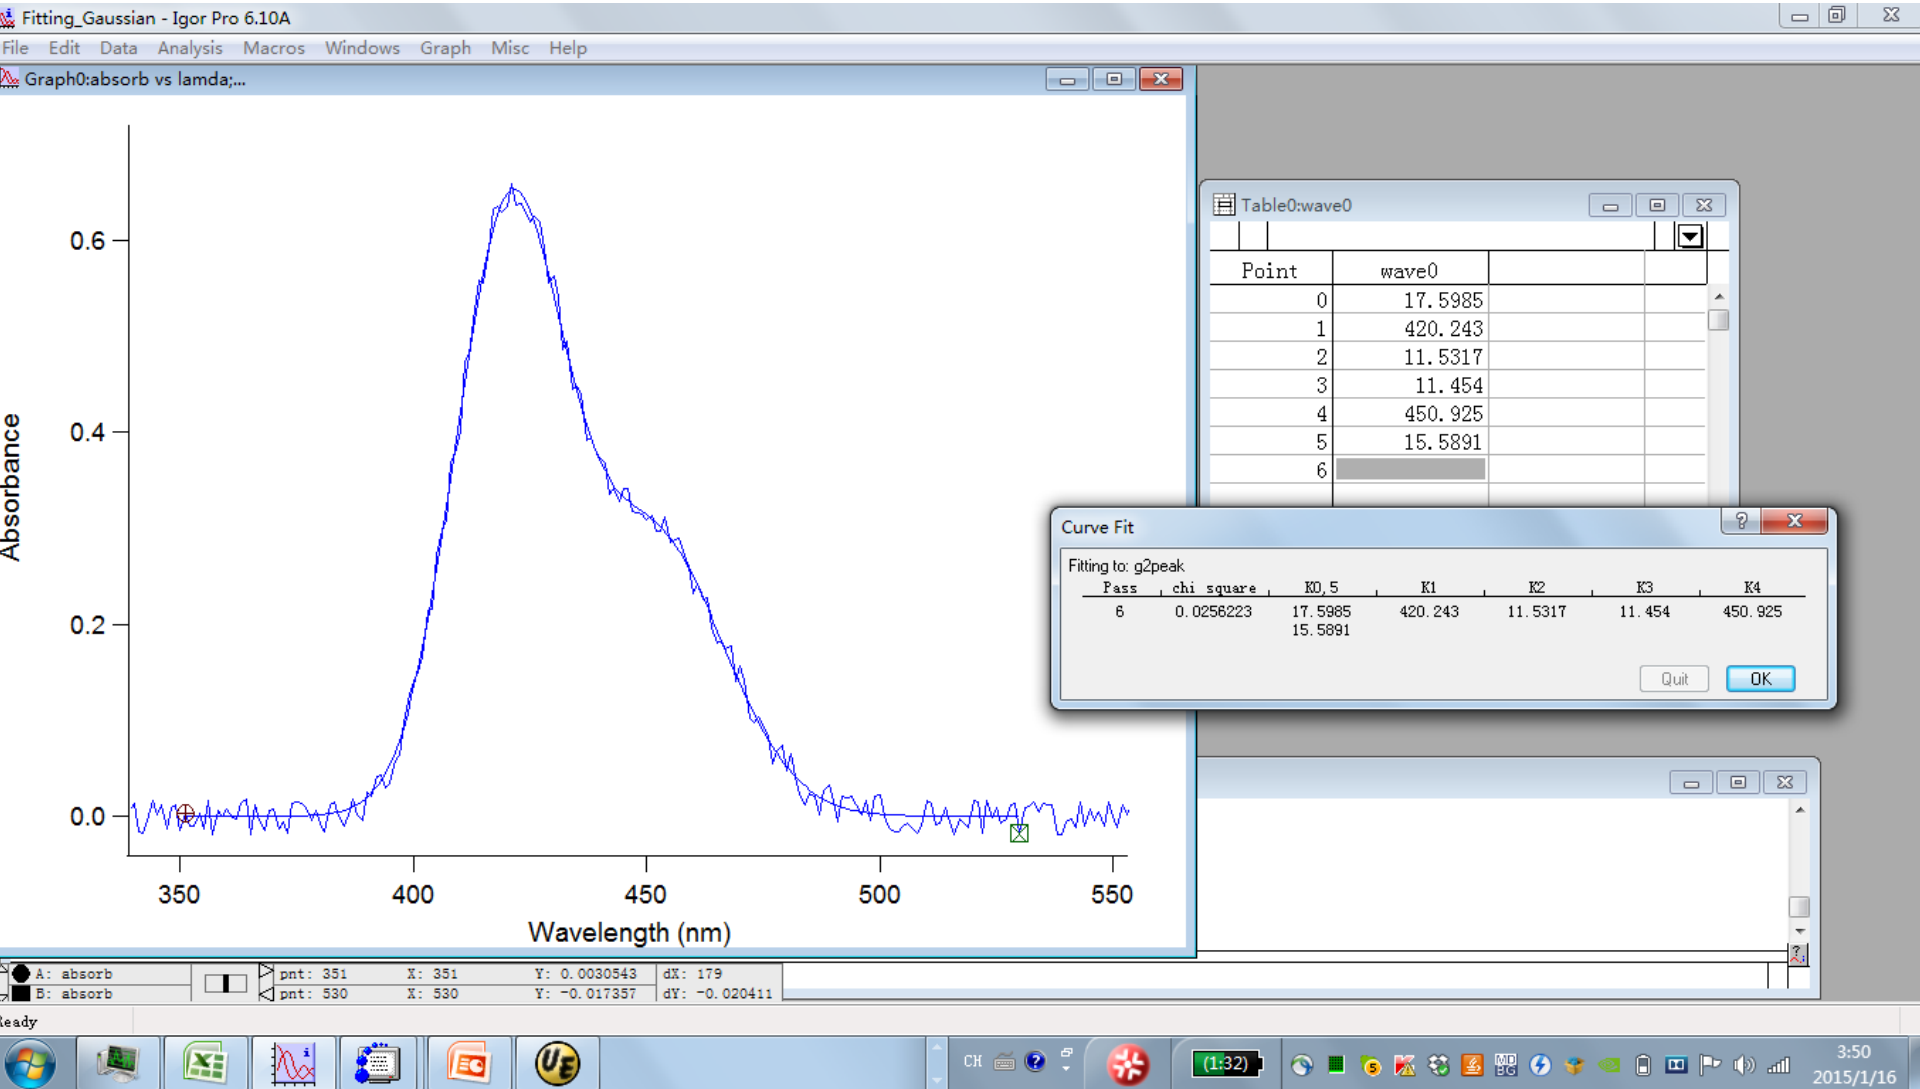 Fitting_Gaussian - Igor Pro 6.10A
File Edit Data Analysis Macros Windows Graph Misc Help
Graph0:absorb vs lamda;...
0.6
0.4
0.2
0.0
Absorbance
350 400 450 500 550
Wavelength (nm)
Table0:wave0
Point wave0
0 17.5985
1 420.243
2 11.5317
3 11.454
4 450.925
5 15.5891
6
Curve Fit
Fitting to: g2peak
Pass chi square K0,5 K1 K2 K3 K4
6 0.0256223 17.5985 420.243 11.5317 11.454 450.925
15.5891
Quit OK
A: absorb pnt: 351 X: 351 Y: 0.0030543 dX: 179
B: absorb pnt: 530 X: 530 Y: -0.017357 dY: -0.020411
Ready
CH (1:32) 3:50
2015/1/16